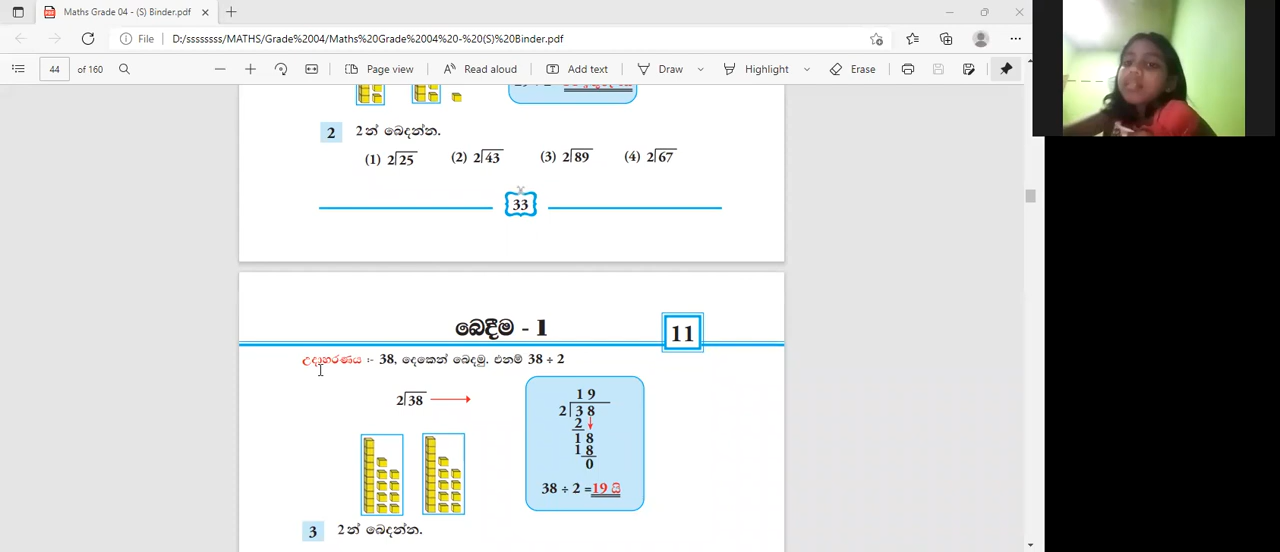 Maths Grade 04 - (S) Binder.pdf
File D:/ssssssss/MATHS/Grade%2004/Maths%20Grade%2004%20-%20(S)%20Binder.pdf
44 of 160 Page view Read aloud Add text Draw Highlight Erase
2 2න් බෙදන්න.
(1) 2 25 (2) 2 43 (3) 2 89 (4) 2 67
33
බෙදීම - 1 11
උදාහරණය :- 38, දෙකෙන් බෙදමු. එනම් 38 ÷ 2
2 38
19
2 38
2
18
18
0
38 ÷ 2 = 19 යි
3 2න් බෙදන්න.